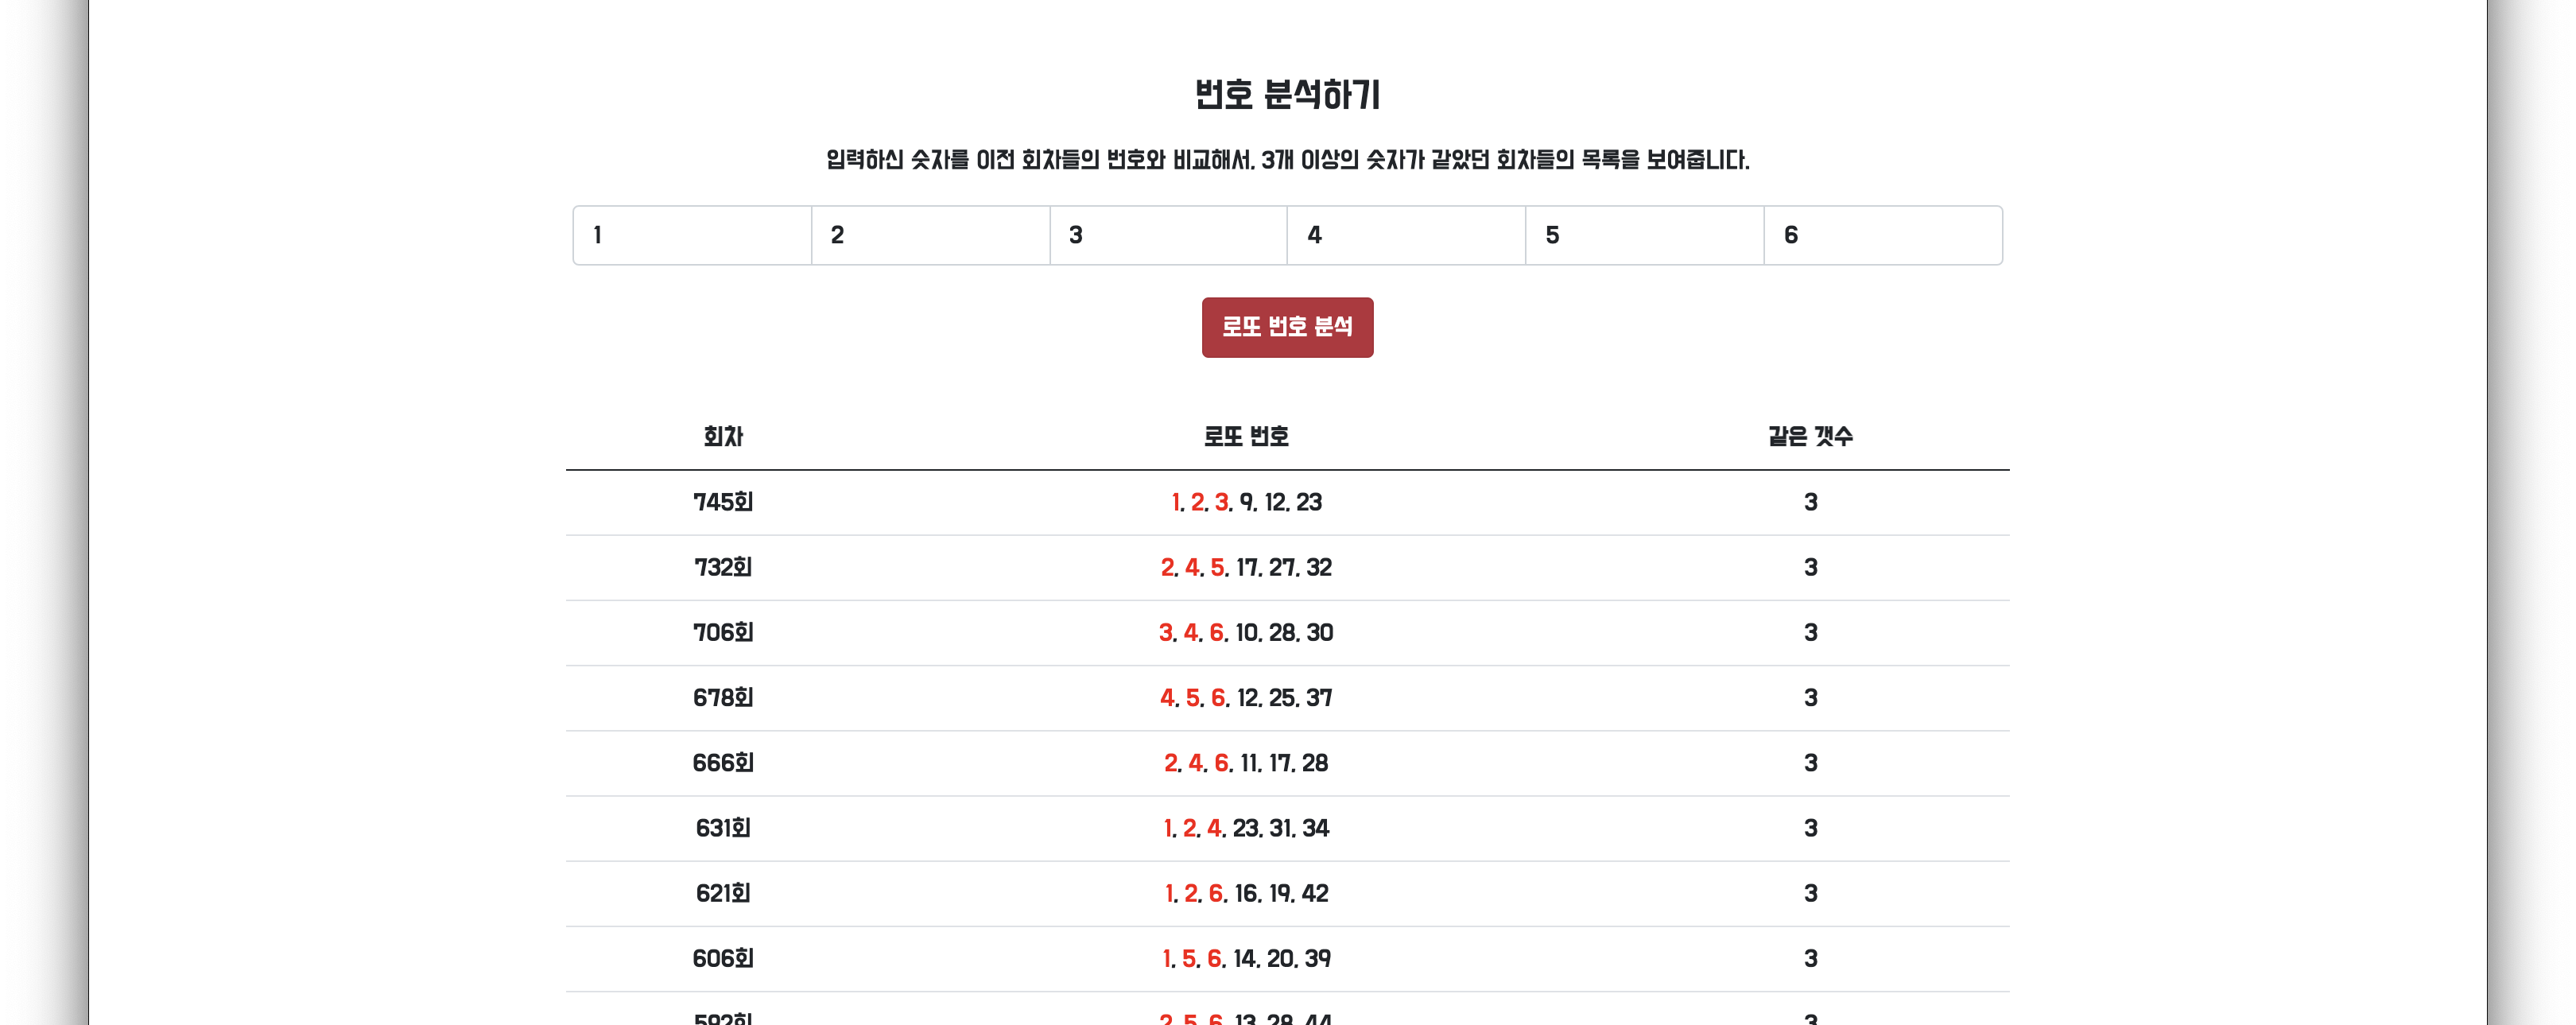 번호 분석하기
입력하신 숫자를 이전 회차들의 번호와 비교해서, 3개 이상의 숫자가 같았던 회차들의 목록을 보여줍니다.
1 2 3 4 5 6
로또 번호 분석
회차 로또 번호 같은 갯수
745회 1, 2, 3, 9, 12, 23 3
732회 2, 4, 5, 17, 27, 32 3
706회 3, 4, 6, 10, 28, 30 3
678회 4, 5, 6, 12, 25, 37 3
666회 2, 4, 6, 11, 17, 28 3
631회 1, 2, 4, 23, 31, 34 3
621회 1, 2, 6, 16, 19, 42 3
606회 1, 5, 6, 14, 20, 39 3
592회 2, 5, 6, 13, 28, 44 3